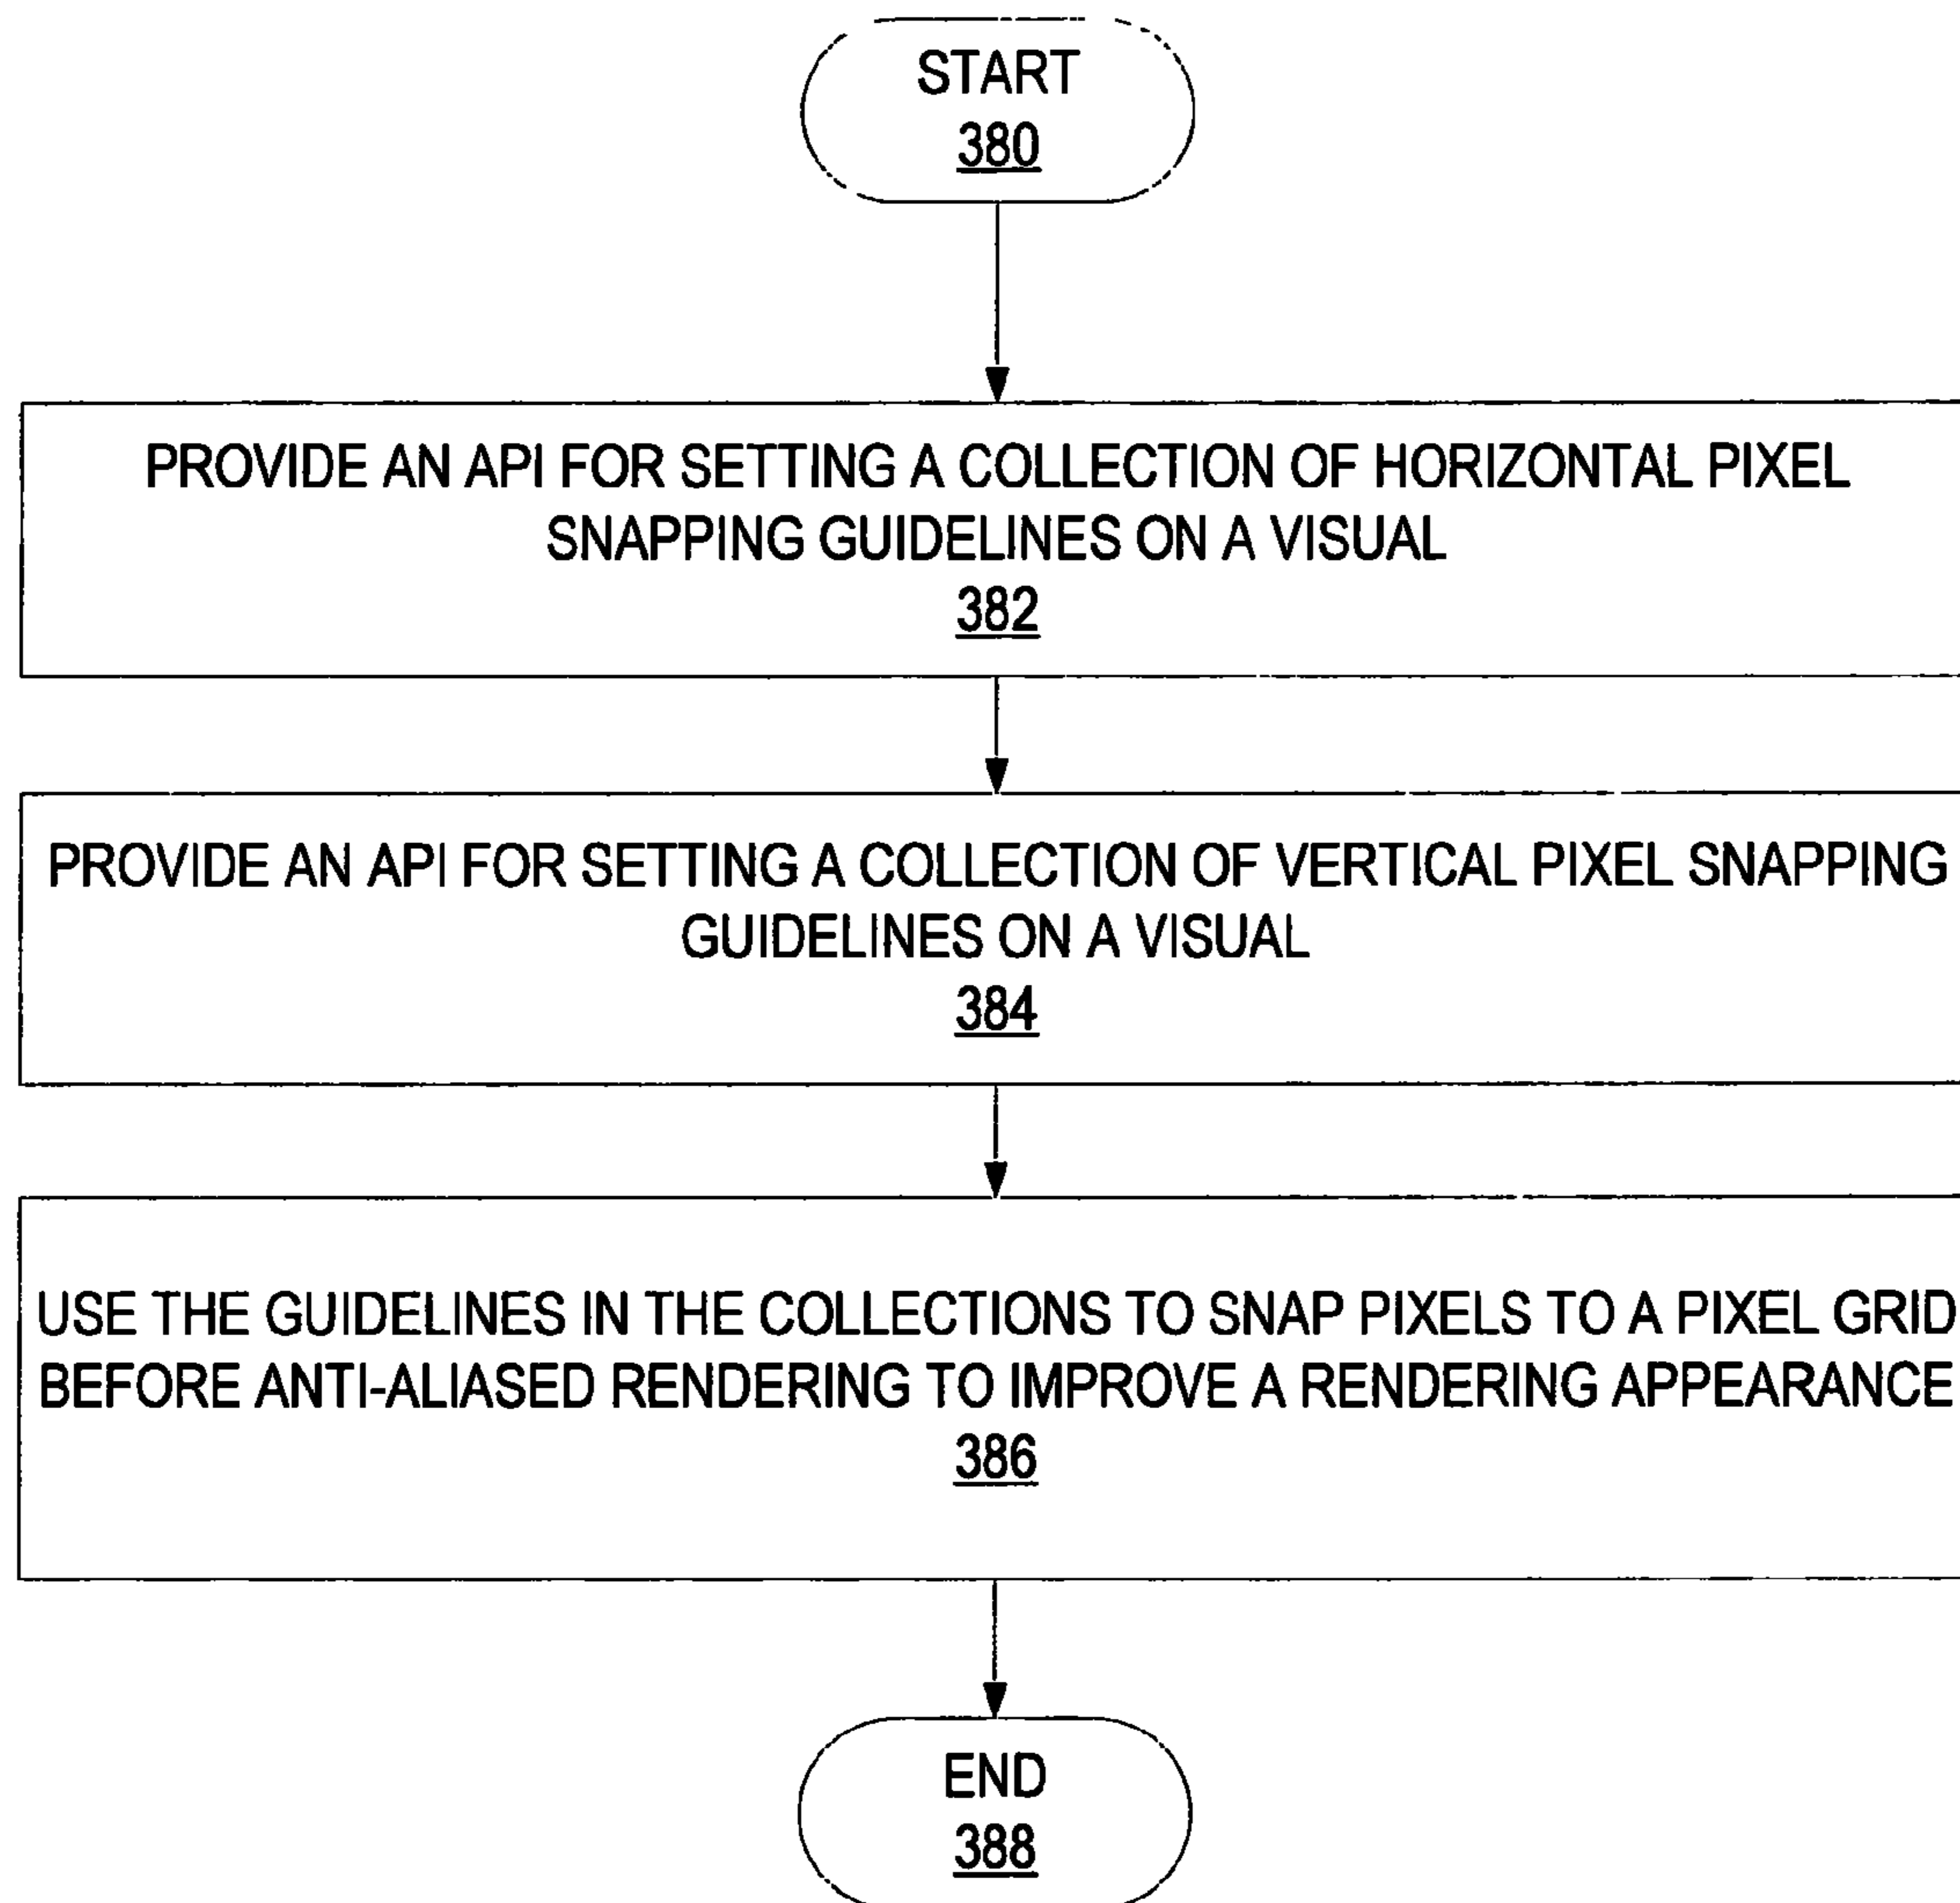 START
380
PROVIDE AN API FOR SETTING A COLLECTION OF HORIZONTAL PIXEL
SNAPPING GUIDELINES ON A VISUAL
382
PROVIDE AN API FOR SETTING A COLLECTION OF VERTICAL PIXEL SNAPPING
GUIDELINES ON A VISUAL
384
USE THE GUIDELINES IN THE COLLECTIONS TO SNAP PIXELS TO A PIXEL GRID
BEFORE ANTI-ALIASED RENDERING TO IMPROVE A RENDERING APPEARANCE
386
END
388